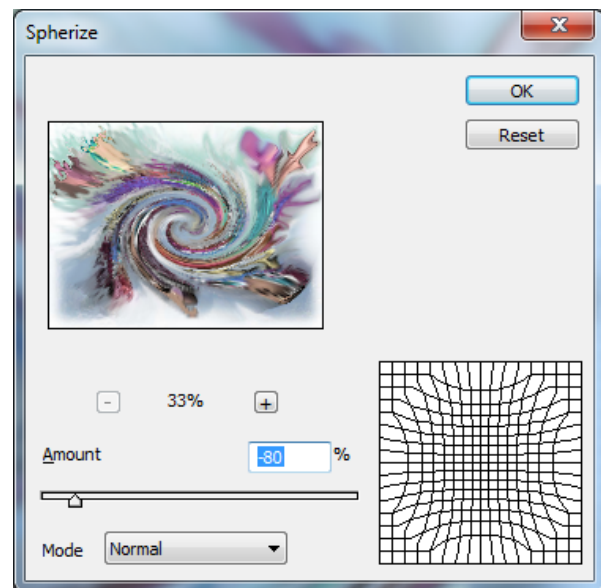 Spherize
OK
Reset
- 33% +
Amount -80 %
Mode Normal